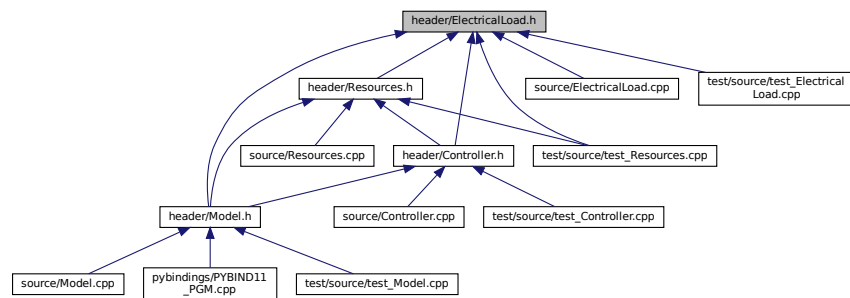 header/ElectricalLoad.h
header/Resources.h
source/ElectricalLoad.cpp
test/source/test_Electrical
Load.cpp
source/Resources.cpp
header/Controller.h
test/source/test_Resources.cpp
header/Model.h
source/Controller.cpp
test/source/test_Controller.cpp
source/Model.cpp
pybindings/PYBIND11
_PGM.cpp
test/source/test_Model.cpp